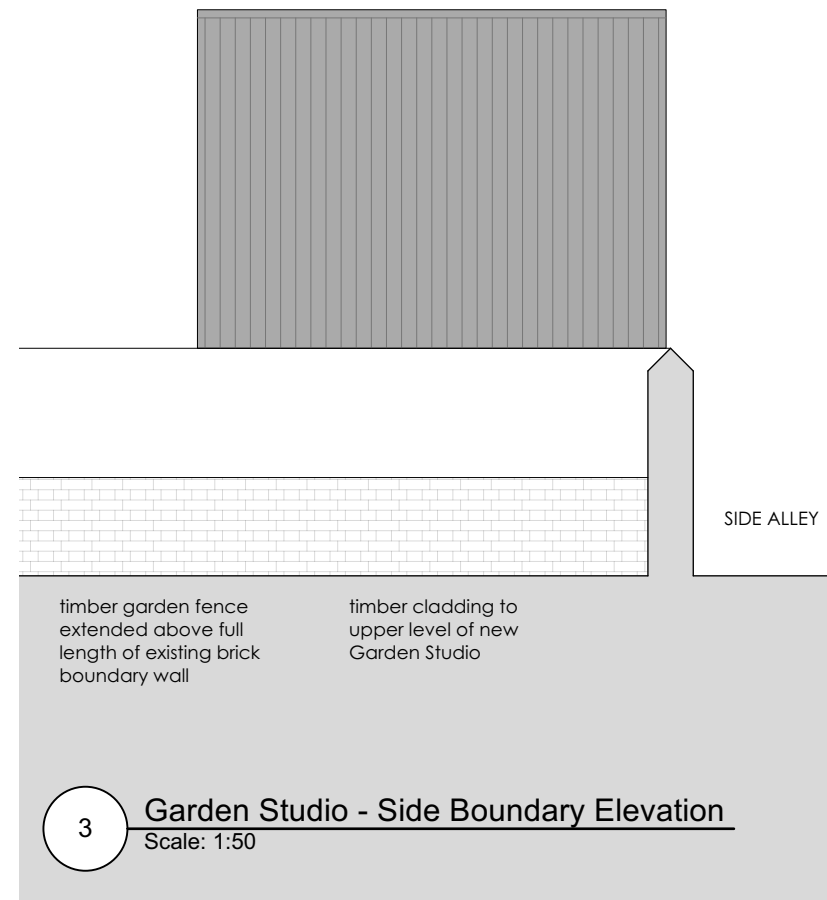 SIDE ALLEY
timber garden fence
extended above full
length of existing brick
boundary wall
timber cladding to
upper level of new
Garden Studio
3
Garden Studio - Side Boundary Elevation
Scale: 1:50